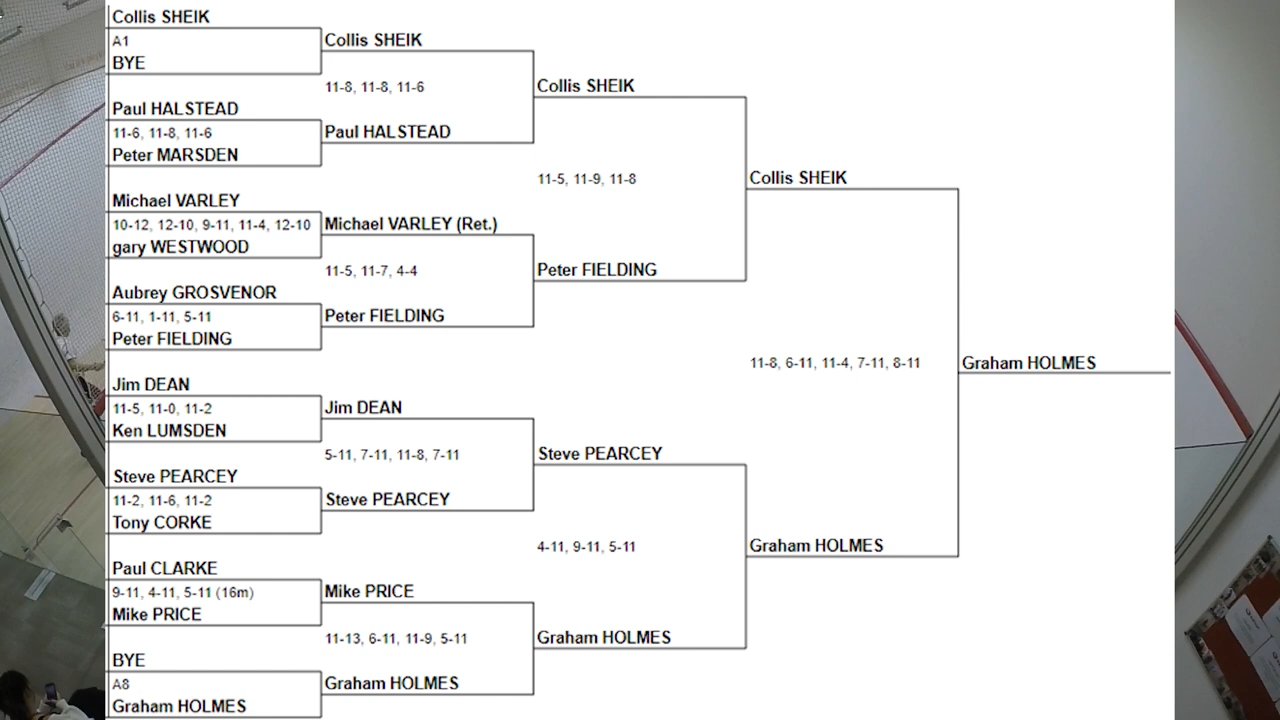 Collis SHEIK
A1
BYE
Paul HALSTEAD
11-6, 11-8, 11-6
Peter MARSDEN
Michael VARLEY
10-12, 12-10, 9-11, 11-4, 12-10
gary WESTWOOD
Aubrey GROSVENOR
6-11, 1-11, 5-11
Peter FIELDING
Jim DEAN
11-5, 11-0, 11-2
Ken LUMSDEN
Steve PEARCEY
11-2, 11-6, 11-2
Tony CORKE
Paul CLARKE
9-11, 4-11, 5-11 (16m)
Mike PRICE
BYE
A8
Graham HOLMES
Collis SHEIK
11-8, 11-8, 11-6
Paul HALSTEAD
Michael VARLEY (Ret.)
11-5, 11-7, 4-4
Peter FIELDING
Jim DEAN
5-11, 7-11, 11-8, 7-11
Steve PEARCEY
Mike PRICE
11-13, 6-11, 11-9, 5-11
Graham HOLMES
Collis SHEIK
11-5, 11-9, 11-8
Peter FIELDING
Steve PEARCEY
4-11, 9-11, 5-11
Graham HOLMES
Collis SHEIK
11-8, 6-11, 11-4, 7-11, 8-11
Graham HOLMES
Graham HOLMES